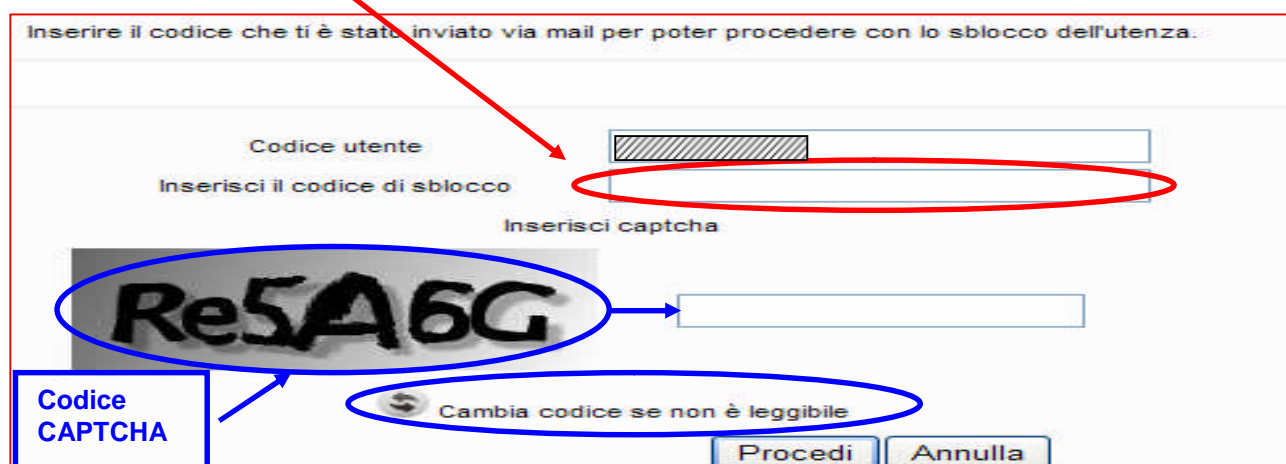 Inserire il codice che ti è stato inviato via mail per poter procedere con lo sblocco dell'utenza.
Codice utente
Inserisci il codice di sblocco
Inserisci captcha
Re5A6G
Codice
CAPTCHA
Cambia codice se non è leggibile
Procedi Annulla